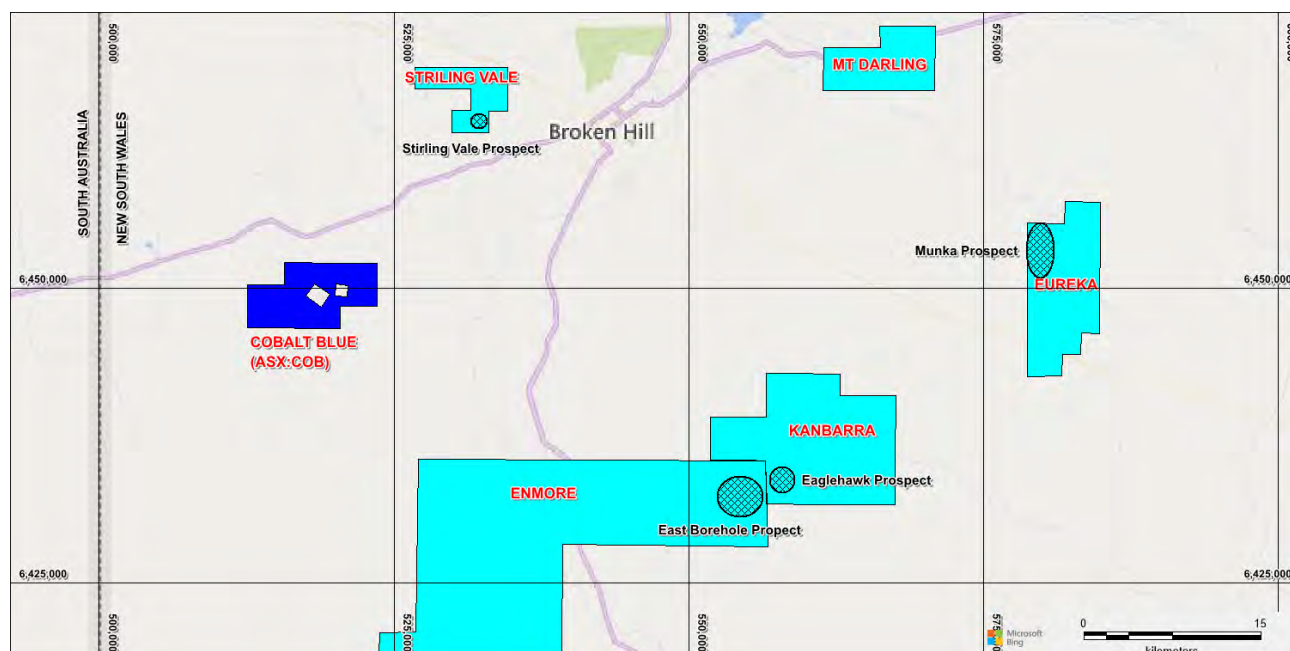 500,000
525,000
550,000
575,000
STRILING VALE
MT DARLING
Broken Hill
Stirling Vale Prospect
SOUTH AUSTRALIA
NEW SOUTH WALES
Munka Prospect
6,450,000
6,450,000
EUREKA
COBALT BLUE
(ASX:COB)
KANBARRA
Eaglehawk Prospect
ENMORE
East Borehole Propect
6,425,000
6,425,000
500,000
525,000
550,000
0 15
kilometers
Microsoft
Bing